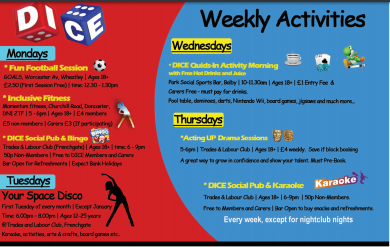 DICE
Weekly Activities
Mondays
* Fun Football Session
GCVLS, Worcester Av, Wheatley | Ages 18+
£2.50 (First Session Free) | time: 12.30 - 1.30pm
* Inclusive Fitness
Momentum Fitness, Churchill Road, Doncaster,
DN1 2TF | 5 - 6pm | Ages 18+ | £4 members
£5 non members | Carers £3 (If participating)
* DICE Social Pub & Bingo
Trades & Labour Club (Frenchgate) | Ages 18+ | time: 6 - 9pm
50p Non-Members | Free to DICE Members and Carers
Bar Open for Refreshments | Expect Bank Holidays
Tuesdays
Your Space Disco
First Tuesday of every month | Except January
Time: 6.00pm - 8.00pm | Ages 12-25 years
@Trades and Labour Club, Frenchgate
Karaoke, activities, arts & crafts, board games etc..
Wednesdays
* DICE Guide-In Activity Morning
with Free Hot Drinks and Juice
Park Social Sports Bar, Balby | 10-11.30am | Ages 18+ | £1 Entry Fee &
Carers Free - must pay for drinks.
Pool table, dominoes, darts, Nintendo Wii, board games, jigsaws and much more..
Thursdays
*Acting UP Drama Sessions
5-6pm | Trades & Labour Club | Ages 18+ | £4 weekly. Save if block booking
A great way to grow in confidence and show your talent. Must Pre-Book.
* DICE Social Pub & Karaoke
Karaoke
Trades & Labour Club | Ages 18+ | 6-9pm | 50p Non-Members.
Free to Members and Carers | Bar Open to buy snacks and refreshments.
Every week, except for nightclub nights